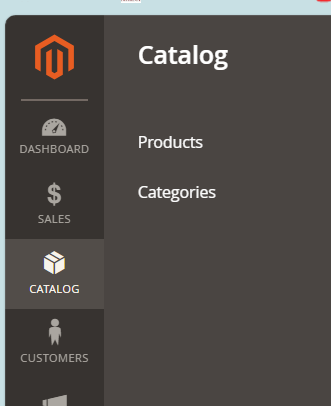 Catalog
Products
Categories
DASHBOARD
SALES
CATALOG
CUSTOMERS